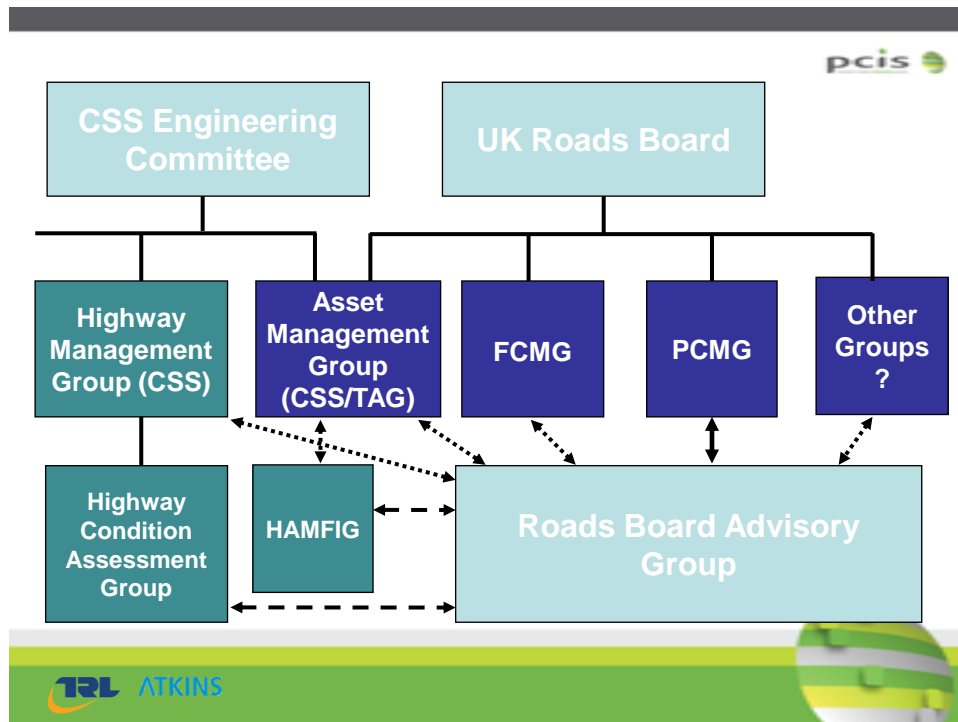 pcis
CSS Engineering
Committee
UK Roads Board
Highway
Management
Group (CSS)
Asset
Management
Group
(CSS/TAG)
FCMG
PCMG
Other
Groups
?
Highway
Condition
Assessment
Group
HAMFIG
Roads Board Advisory
Group
TRL
ATKINS